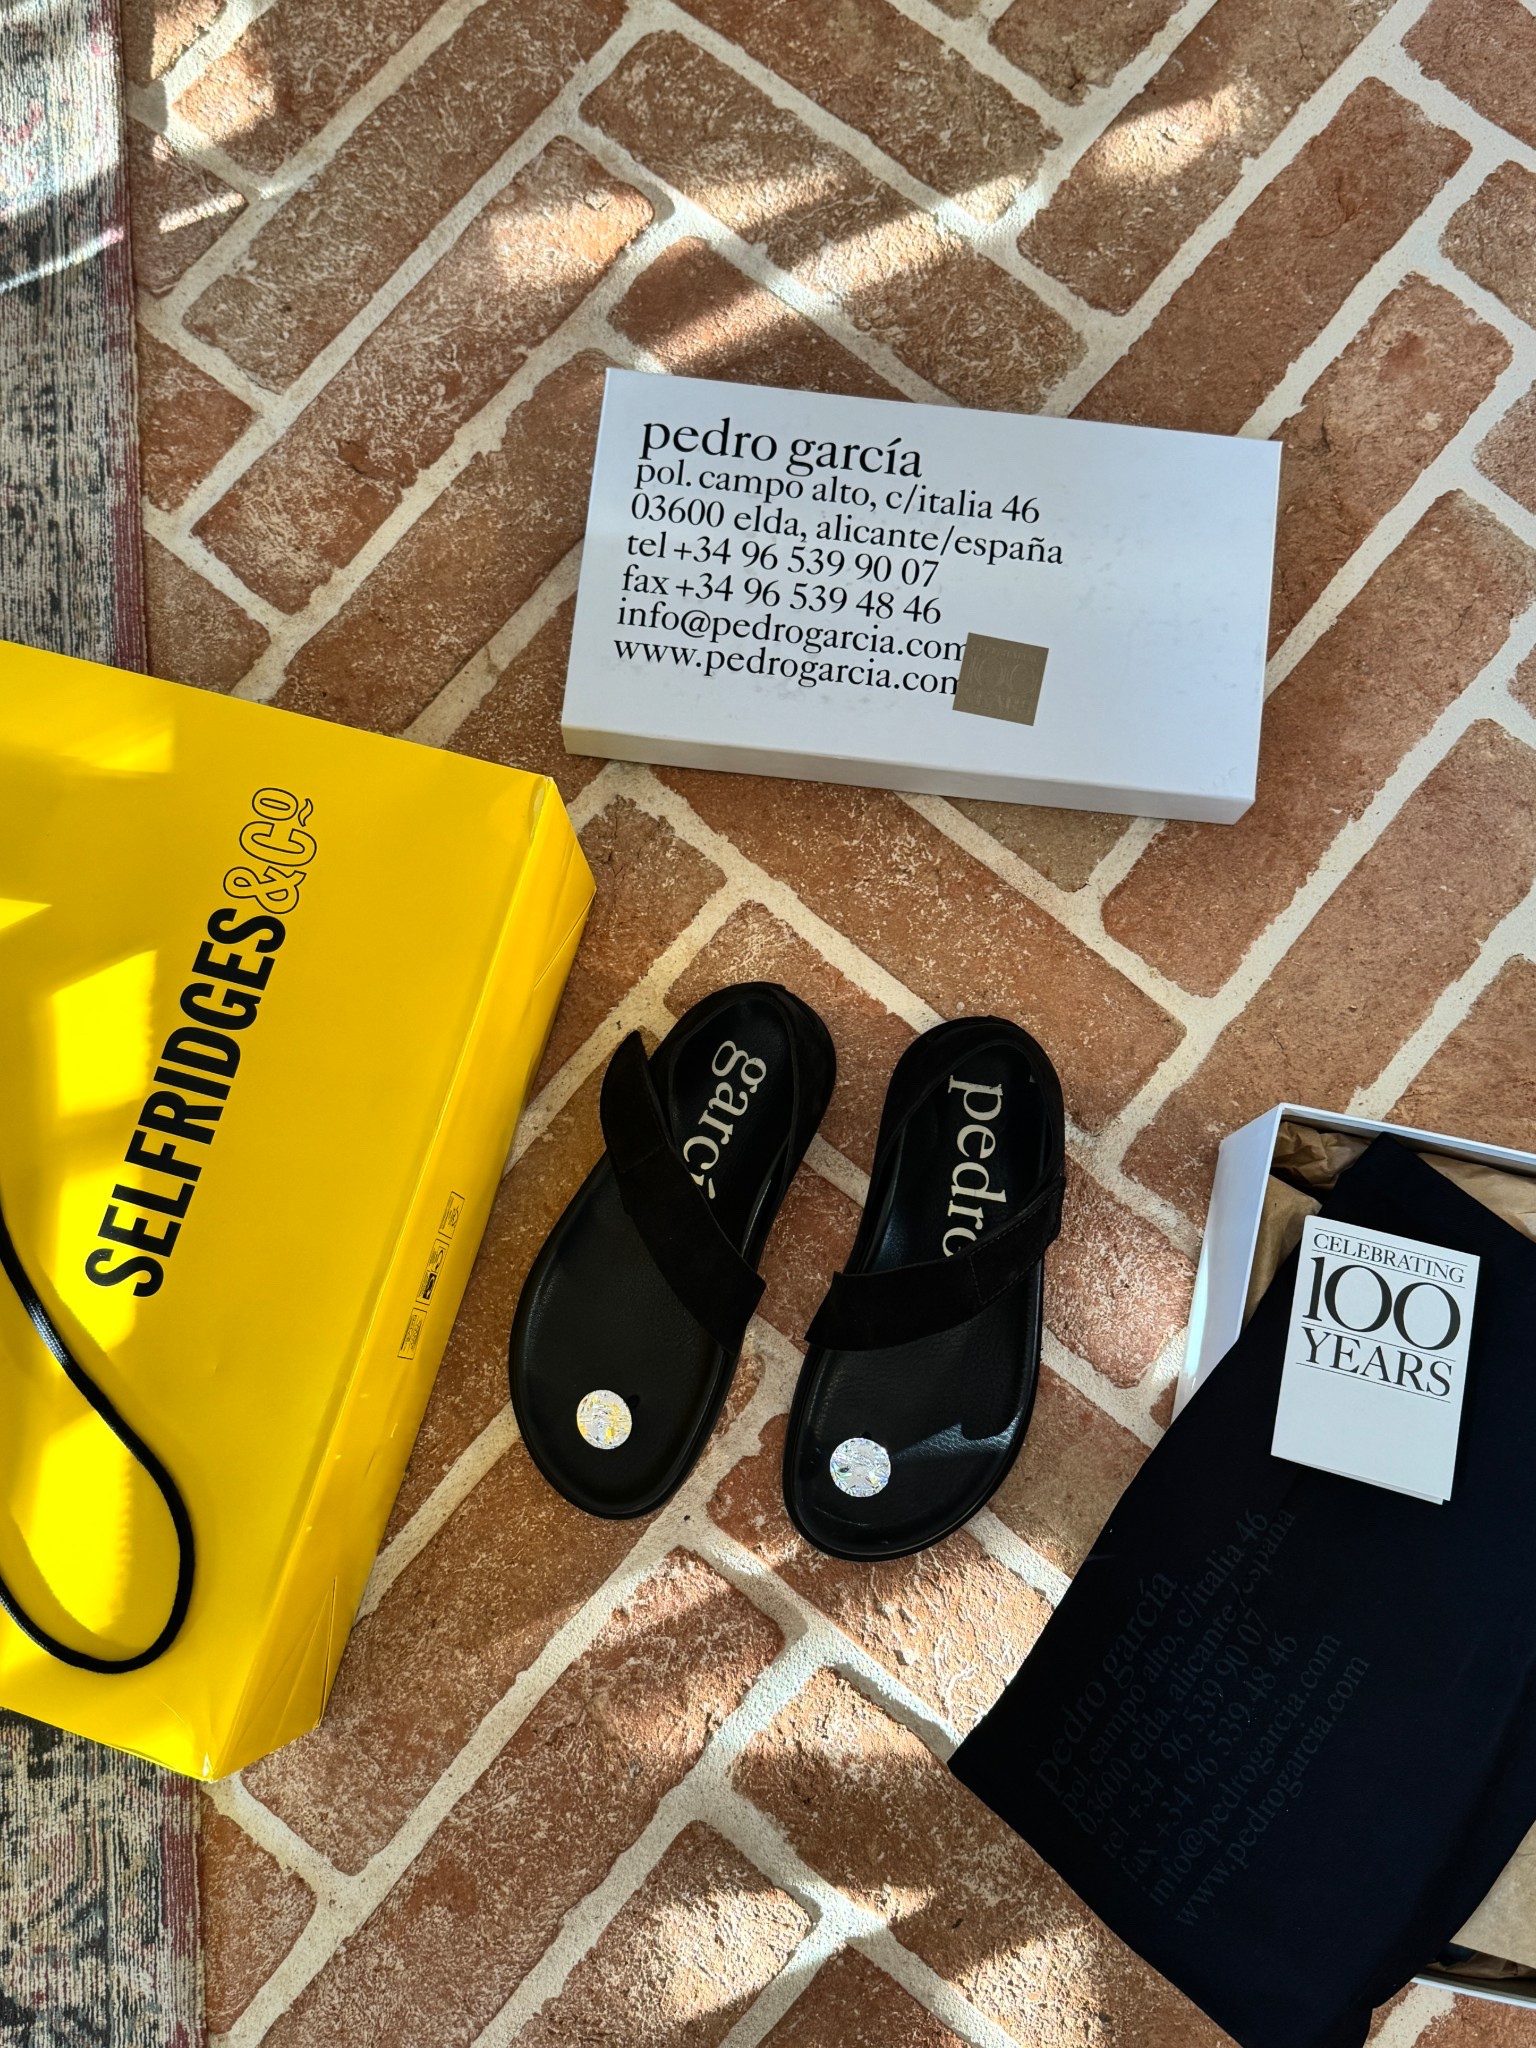 pedro garcía
pol. campo alto, c/italia 46
03600 elda, alicante/españa
tel +34 96 539 90 07
fax +34 96 539 48 46
info@pedrogarcia.com
www.pedrogarcia.com
100
YEARS
SELFRIDGES&Co
garcí
pedro
CELEBRATING
100
YEARS
pedro garcía
pol. campo alto, c/italia 46
03600 elda, alicante/españa
tel +34 96 539 90 07
fax +34 96 539 48 46
info@pedrogarcia.com
www.pedrogarcia.com